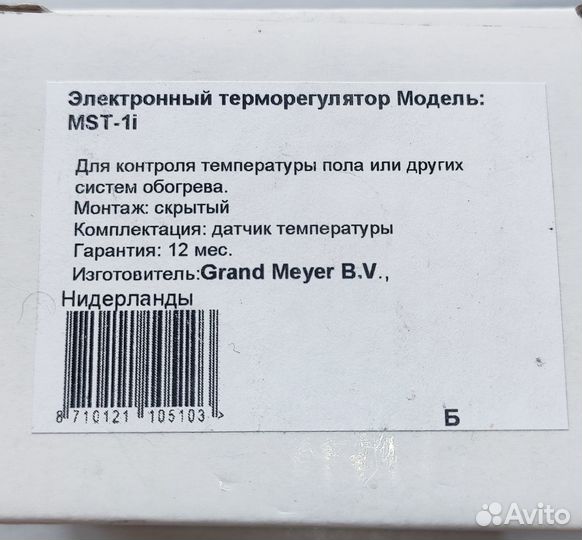 Электронный терморегулятор Модель:
MST-1i
Для контроля температуры пола или других
систем обогрева.
Монтаж: скрытый
Комплектация: датчик температуры
Гарантия: 12 мес.
Изготовитель:Grand Meyer B.V.,
Нидерланды
8 710121 105103 >
Б
Avito